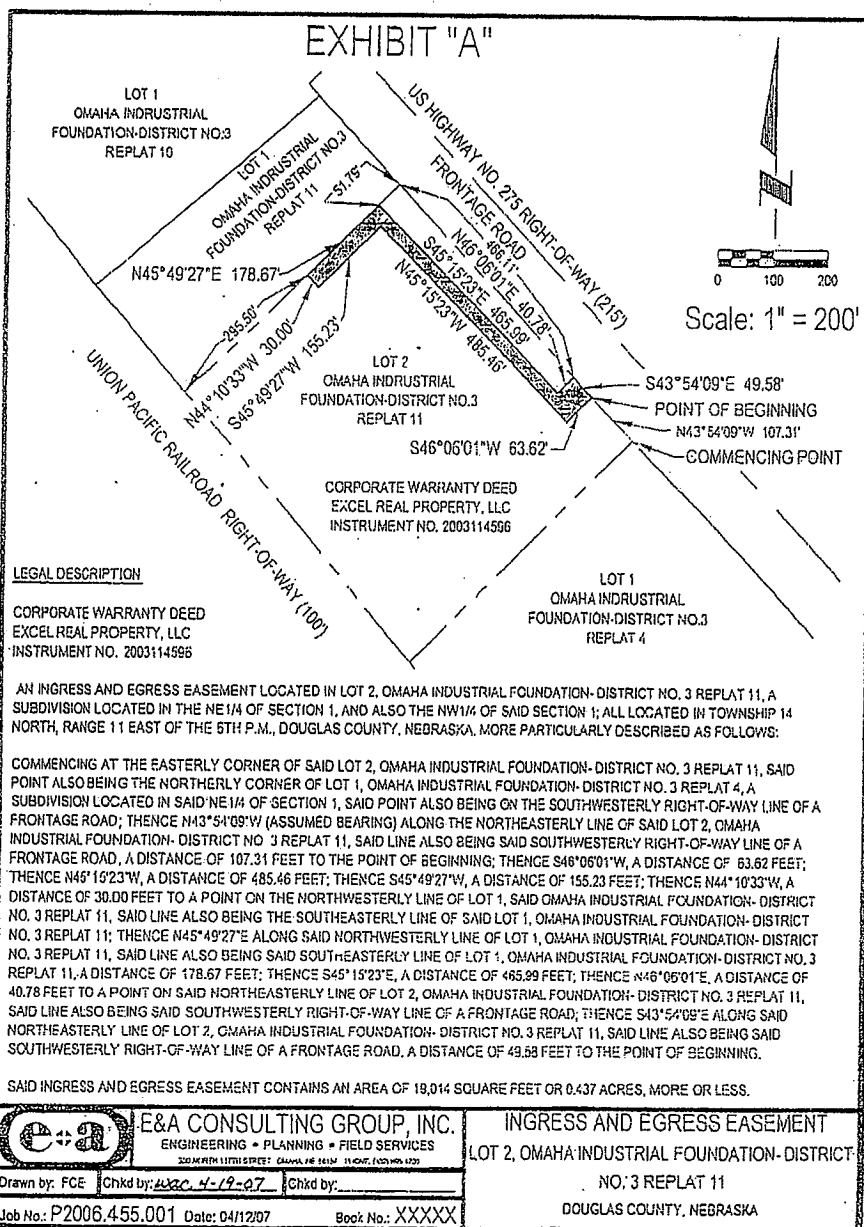 EXHIBIT "A"
LOT 1
OMAHA INDRUSTRIAL
FOUNDATION-DISTRICT NO.3
REPLAT 10
LOT 1
OMAHA INDRUSTRIAL
FOUNDATION-DISTRICT NO.3
REPLAT 11
US HIGHWAY NO. 275 RIGHT-OF-WAY (215')
FRONTAGE ROAD
51.79'
466.11'
N46°06'01"E 40.78'
S45°15'23"E 465.99'
N45°15'23"W 485.46'
N45°49'27"E 178.67'
295.50'
N44°10'33"W 30.00'
S45°49'27"W 155.23'
0 100 200
Scale: 1" = 200'
LOT 2
OMAHA INDRUSTRIAL
FOUNDATION-DISTRICT NO.3
REPLAT 11
S43°54'09"E 49.58'
POINT OF BEGINNING
N43°54'09"W 107.31'
COMMENCING POINT
S46°06'01"W 63.62'
UNION PACIFIC RAILROAD RIGHT-OF-WAY (100')
CORPORATE WARRANTY DEED
EXCEL REAL PROPERTY, LLC
INSTRUMENT NO. 2003114596
LOT 1
OMAHA INDRUSTRIAL
FOUNDATION-DISTRICT NO.3
REPLAT 4
LEGAL DESCRIPTION
CORPORATE WARRANTY DEED
EXCEL REAL PROPERTY, LLC
INSTRUMENT NO. 2003114596
AN INGRESS AND EGRESS EASEMENT LOCATED IN LOT 2, OMAHA INDUSTRIAL FOUNDATION- DISTRICT NO. 3 REPLAT 11, A
SUBDIVISION LOCATED IN THE NE1/4 OF SECTION 1, AND ALSO THE NW1/4 OF SAID SECTION 1; ALL LOCATED IN TOWNSHIP 14
NORTH, RANGE 11 EAST OF THE 6TH P.M., DOUGLAS COUNTY, NEBRASKA, MORE PARTICULARLY DESCRIBED AS FOLLOWS:
COMMENCING AT THE EASTERLY CORNER OF SAID LOT 2, OMAHA INDUSTRIAL FOUNDATION- DISTRICT NO. 3 REPLAT 11, SAID
POINT ALSO BEING THE NORTHERLY CORNER OF LOT 1, OMAHA INDUSTRIAL FOUNDATION- DISTRICT NO. 3 REPLAT 4, A
SUBDIVISION LOCATED IN SAID NE1/4 OF SECTION 1, SAID POINT ALSO BEING ON THE SOUTHWESTERLY RIGHT-OF-WAY LINE OF A
FRONTAGE ROAD; THENCE N43°54'09"W (ASSUMED BEARING) ALONG THE NORTHEASTERLY LINE OF SAID LOT 2, OMAHA
INDUSTRIAL FOUNDATION- DISTRICT NO 3 REPLAT 11, SAID LINE ALSO BEING SAID SOUTHWESTERLY RIGHT-OF-WAY LINE OF A
FRONTAGE ROAD, A DISTANCE OF 107.31 FEET TO THE POINT OF BEGINNING; THENCE S46°06'01"W, A DISTANCE OF 63.62 FEET;
THENCE N45°15'23"W, A DISTANCE OF 485.46 FEET; THENCE S45°49'27"W, A DISTANCE OF 155.23 FEET; THENCE N44°10'33"W, A
DISTANCE OF 30.00 FEET TO A POINT ON THE NORTHWESTERLY LINE OF LOT 1, SAID OMAHA INDUSTRIAL FOUNDATION- DISTRICT
NO. 3 REPLAT 11, SAID LINE ALSO BEING THE SOUTHEASTERLY LINE OF SAID LOT 1, OMAHA INDUSTRIAL FOUNDATION- DISTRICT
NO. 3 REPLAT 11; THENCE N45°49'27"E ALONG SAID NORTHWESTERLY LINE OF LOT 1, OMAHA INDUSTRIAL FOUNDATION- DISTRICT
NO. 3 REPLAT 11, SAID LINE ALSO BEING SAID SOUTHEASTERLY LINE OF LOT 1, OMAHA INDUSTRIAL FOUNDATION- DISTRICT NO. 3
REPLAT 11, A DISTANCE OF 178.67 FEET; THENCE S45°15'23"E, A DISTANCE OF 465.99 FEET; THENCE N46°06'01"E, A DISTANCE OF
40.78 FEET TO A POINT ON SAID NORTHEASTERLY LINE OF LOT 2, OMAHA INDUSTRIAL FOUNDATION- DISTRICT NO. 3 REPLAT 11,
SAID LINE ALSO BEING SAID SOUTHWESTERLY RIGHT-OF-WAY LINE OF A FRONTAGE ROAD; THENCE S43°54'09"E ALONG SAID
NORTHEASTERLY LINE OF LOT 2, OMAHA INDUSTRIAL FOUNDATION- DISTRICT NO. 3 REPLAT 11, SAID LINE ALSO BEING SAID
SOUTHWESTERLY RIGHT-OF-WAY LINE OF A FRONTAGE ROAD, A DISTANCE OF 49.58 FEET TO THE POINT OF BEGINNING.
SAID INGRESS AND EGRESS EASEMENT CONTAINS AN AREA OF 19,014 SQUARE FEET OR 0.437 ACRES, MORE OR LESS.
e+a
E&A CONSULTING GROUP, INC.
ENGINEERING • PLANNING • FIELD SERVICES
Drawn by: FCE Chkd by: WAC 4-19-07 Chkd by:
Job No.: P2006.455.001 Date: 04/12/07 Book No.: XXXXX
INGRESS AND EGRESS EASEMENT
LOT 2, OMAHA INDUSTRIAL FOUNDATION- DISTRICT
NO. 3 REPLAT 11
DOUGLAS COUNTY, NEBRASKA